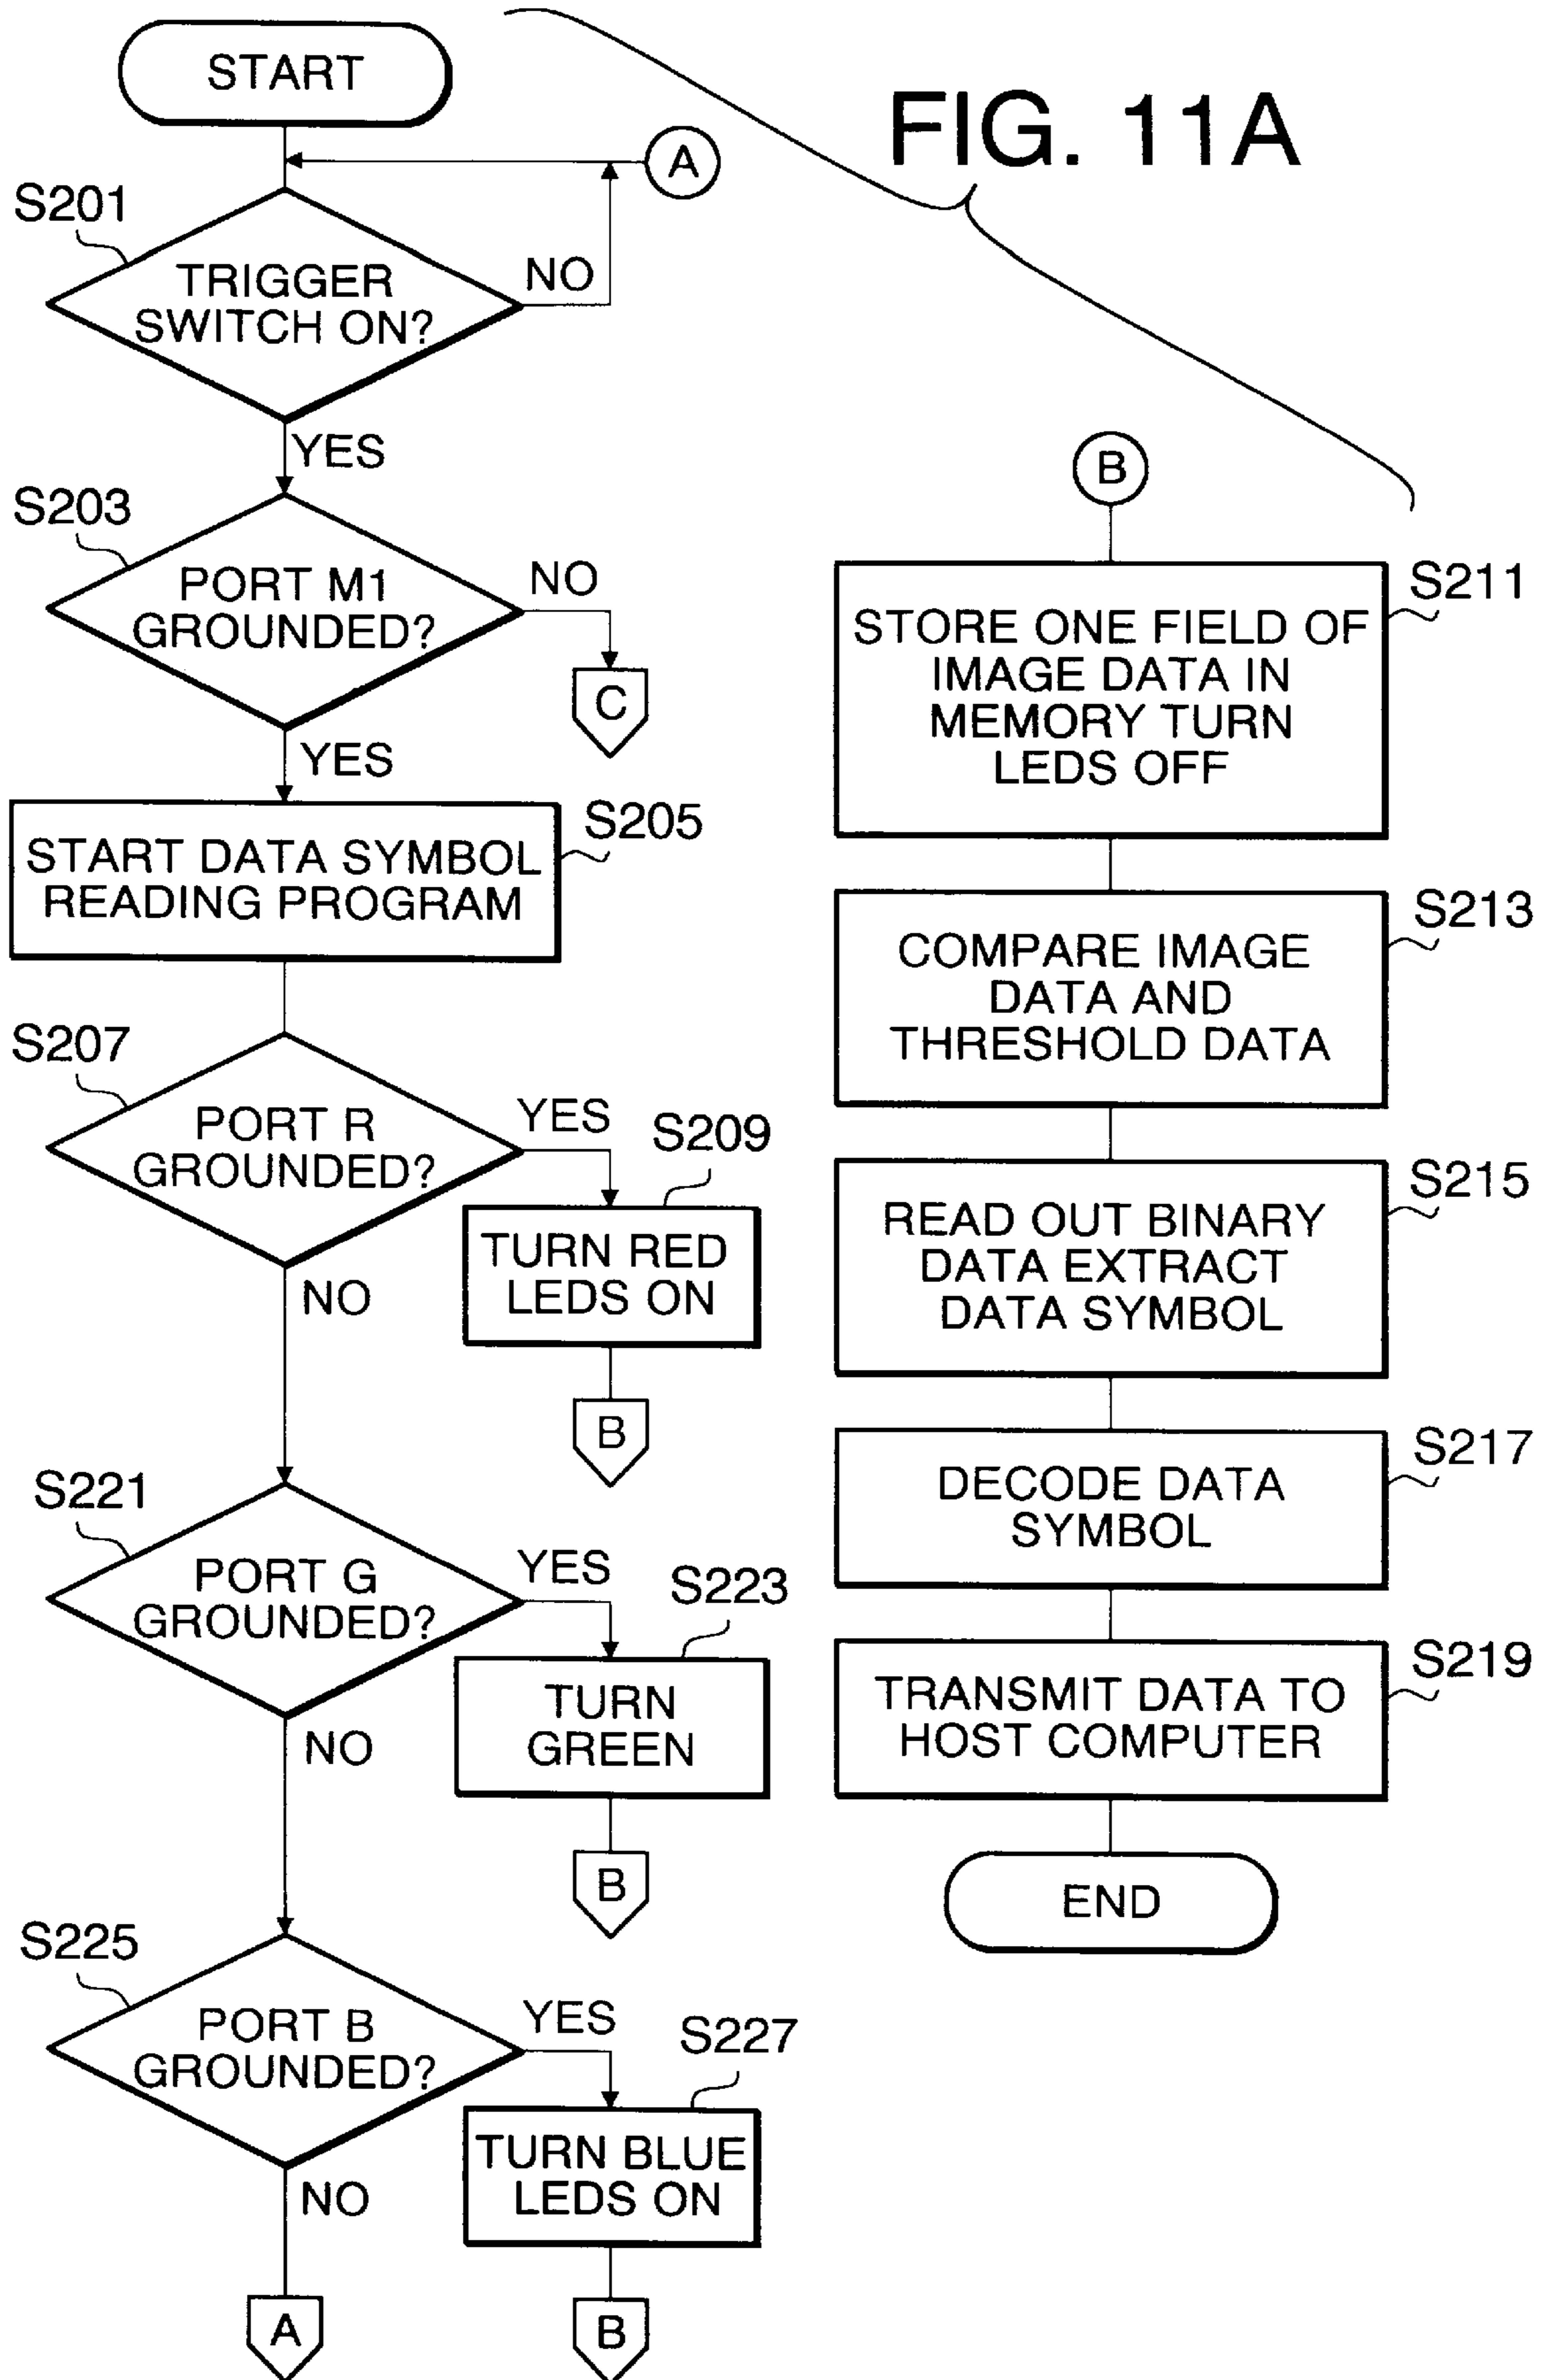 FIG. 11A
START
A
S201
TRIGGER
SWITCH ON?
NO
YES
S203
PORT M1
GROUNDED?
NO
C
YES
S205
START DATA SYMBOL
READING PROGRAM
S207
PORT R
GROUNDED?
YES
S209
TURN RED
LEDS ON
B
NO
S221
PORT G
GROUNDED?
YES
S223
TURN
GREEN
B
NO
S225
PORT B
GROUNDED?
YES
S227
TURN BLUE
LEDS ON
B
NO
A
B
S211
STORE ONE FIELD OF
IMAGE DATA IN
MEMORY TURN
LEDS OFF
S213
COMPARE IMAGE
DATA AND
THRESHOLD DATA
S215
READ OUT BINARY
DATA EXTRACT
DATA SYMBOL
S217
DECODE DATA
SYMBOL
S219
TRANSMIT DATA TO
HOST COMPUTER
END